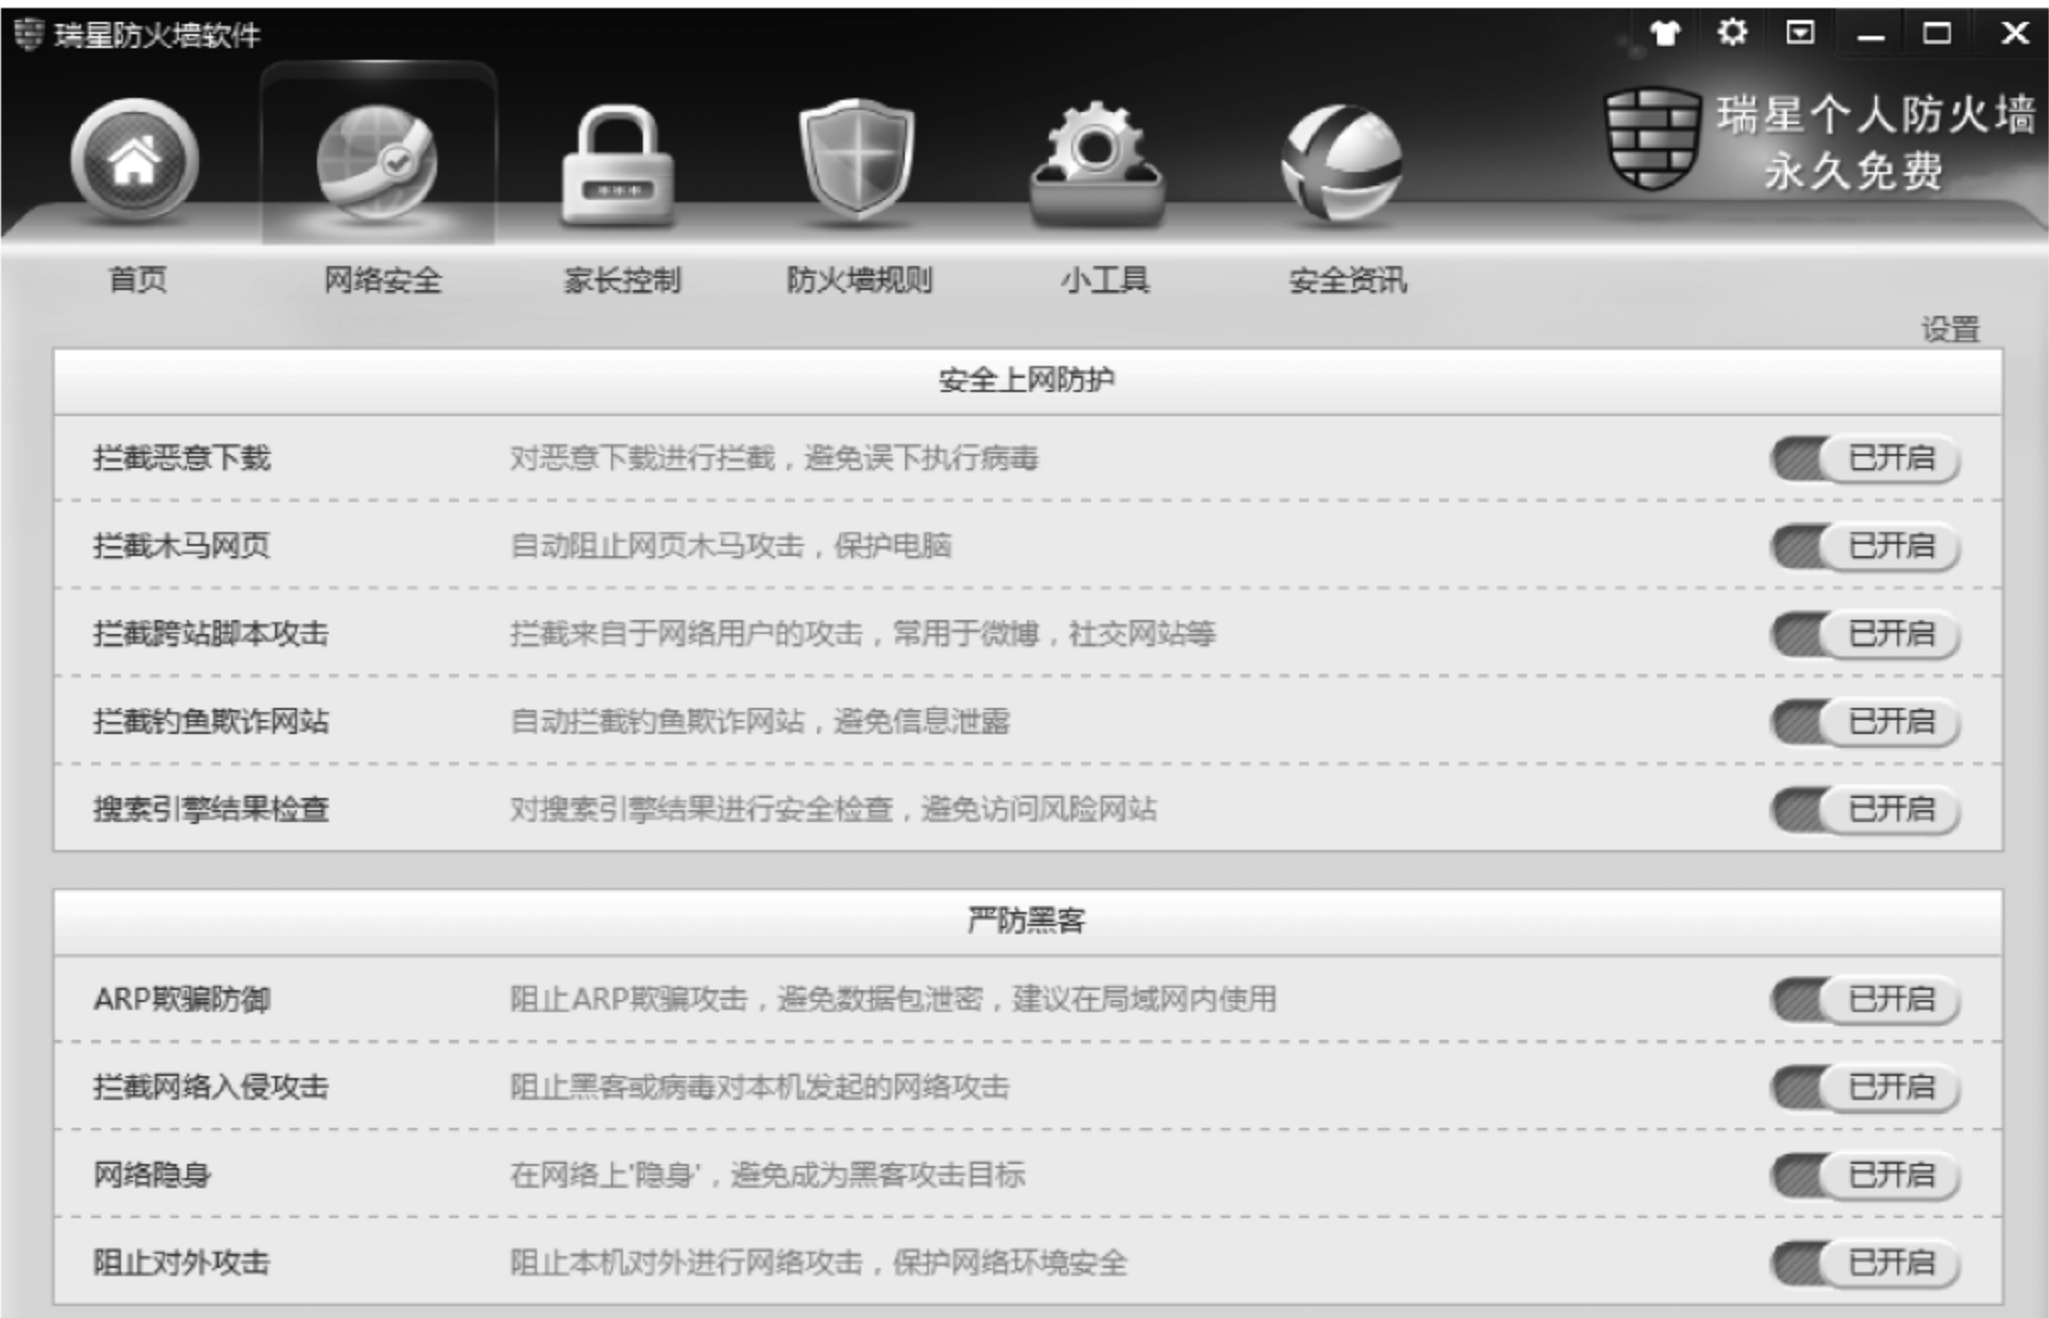 瑞星防火墙软件
瑞星个人防火墙
永久免费
首页 网络安全 家长控制 防火墙规则 小工具 安全资讯
设置
安全上网防护
拦截恶意下载 对恶意下载进行拦截，避免误下执行病毒 已开启
拦截木马网页 自动阻止网页木马攻击，保护电脑 已开启
拦截跨站脚本攻击 拦截来自于网络用户的攻击，常用于微博，社交网站等 已开启
拦截钓鱼欺诈网站 自动拦截钓鱼欺诈网站，避免信息泄露 已开启
搜索引擎结果检查 对搜索引擎结果进行安全检查，避免访问风险网站 已开启
严防黑客
ARP欺骗防御 阻止ARP欺骗攻击，避免数据包泄密，建议在局域网内使用 已开启
拦截网络入侵攻击 阻止黑客或病毒对本机发起的网络攻击 已开启
网络隐身 在网络上'隐身'，避免成为黑客攻击目标 已开启
阻止对外攻击 阻止本机对外进行网络攻击，保护网络环境安全 已开启